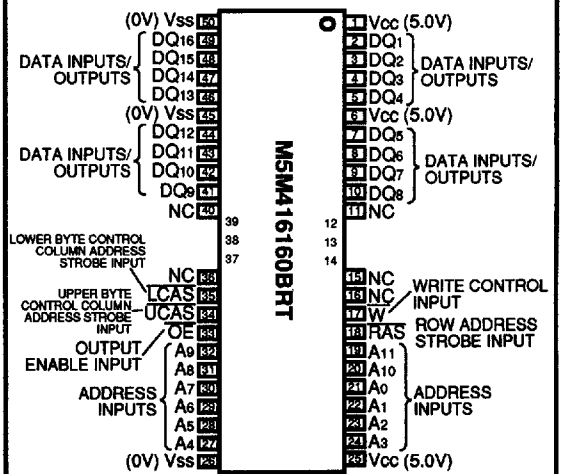 (0V) Vss 50
DQ16 49
DQ15 48
DQ14 47
DQ13 46
DATA INPUTS/
OUTPUTS
(0V) Vss 45
DQ12 44
DQ11 43
DQ10 42
DQ9 41
DATA INPUTS/
OUTPUTS
NC 40
39
38
37
LOWER BYTE CONTROL
COLUMN ADDRESS
STROBE INPUT
NC 36
LCAS 35
UPPER BYTE
CONTROL COLUMN
ADDRESS STROBE
INPUT
UCAS 34
OE 33
OUTPUT
ENABLE INPUT
A9 32
A8 31
A7 30
A6 29
A5 28
A4 27
ADDRESS
INPUTS
(0V) Vss 26
M5M416160BRT
1 Vcc (5.0V)
2 DQ1
3 DQ2
4 DQ3
5 DQ4
DATA INPUTS/
OUTPUTS
6 Vcc (5.0V)
7 DQ5
8 DQ6
9 DQ7
10 DQ8
DATA INPUTS/
OUTPUTS
11 NC
12
13
14
15 NC
16 NC
17 W
WRITE CONTROL
INPUT
18 RAS
ROW ADDRESS
STROBE INPUT
19 A11
20 A10
21 A0
22 A1
23 A2
24 A3
ADDRESS
INPUTS
25 Vcc (5.0V)